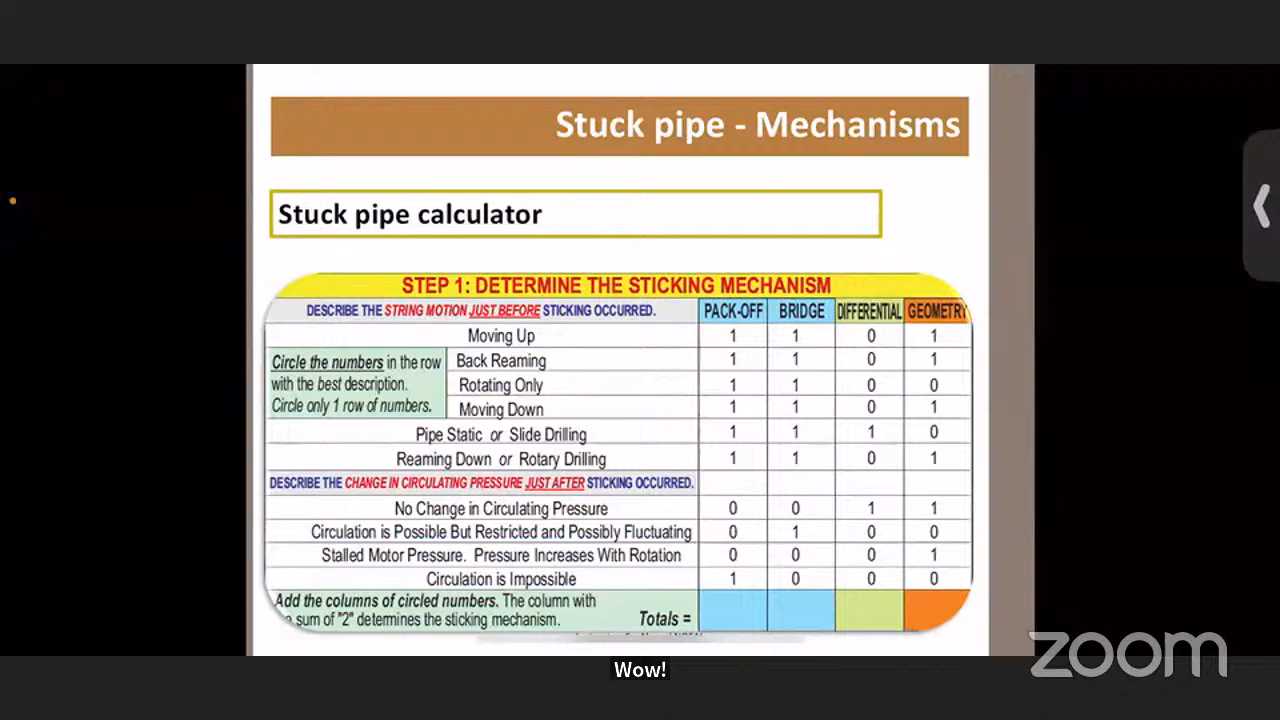 Stuck pipe - Mechanisms
Stuck pipe calculator
STEP 1: DETERMINE THE STICKING MECHANISM
DESCRIBE THE STRING MOTION JUST BEFORE STICKING OCCURRED. PACK-OFF BRIDGE DIFFERENTIAL GEOMETRY
Moving Up 1 1 0 1
Circle the numbers in the row
with the best description.
Circle only 1 row of numbers.
Back Reaming 1 1 0 1
Rotating Only 1 1 0 0
Moving Down 1 1 0 1
Pipe Static or Slide Drilling 1 1 1 0
Reaming Down or Rotary Drilling 1 1 0 1
DESCRIBE THE CHANGE IN CIRCULATING PRESSURE JUST AFTER STICKING OCCURRED.
No Change in Circulating Pressure 0 0 1 1
Circulation is Possible But Restricted and Possibly Fluctuating 0 1 0 0
Stalled Motor Pressure. Pressure Increases With Rotation 0 0 0 1
Circulation is Impossible 1 0 0 0
Add the columns of circled numbers. The column with
sum of "2" determines the sticking mechanism. Totals =
zoom
Wow!